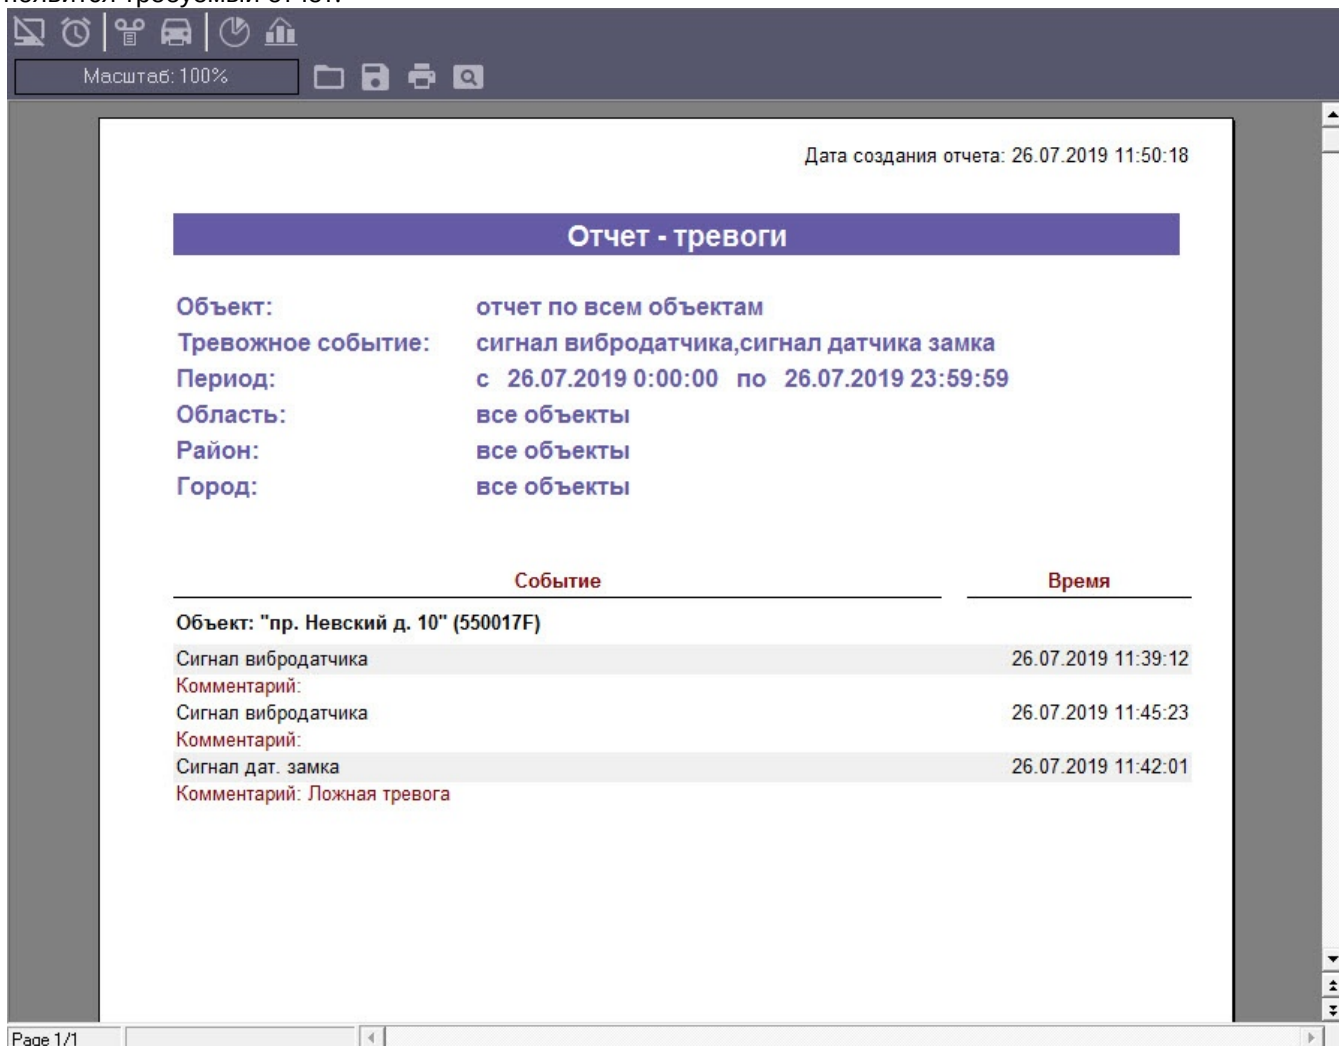 появится требуемый отчет.
Масштаб: 100%
Дата создания отчета: 26.07.2019 11:50:18
Отчет - тревоги
Объект: отчет по всем объектам
Тревожное событие: сигнал вибродатчика,сигнал датчика замка
Период: с 26.07.2019 0:00:00 по 26.07.2019 23:59:59
Область: все объекты
Район: все объекты
Город: все объекты
Событие Время
Объект: "пр. Невский д. 10" (550017F)
Сигнал вибродатчика 26.07.2019 11:39:12
Комментарий:
Сигнал вибродатчика 26.07.2019 11:45:23
Комментарий:
Сигнал дат. замка 26.07.2019 11:42:01
Комментарий: Ложная тревога
Page 1/1